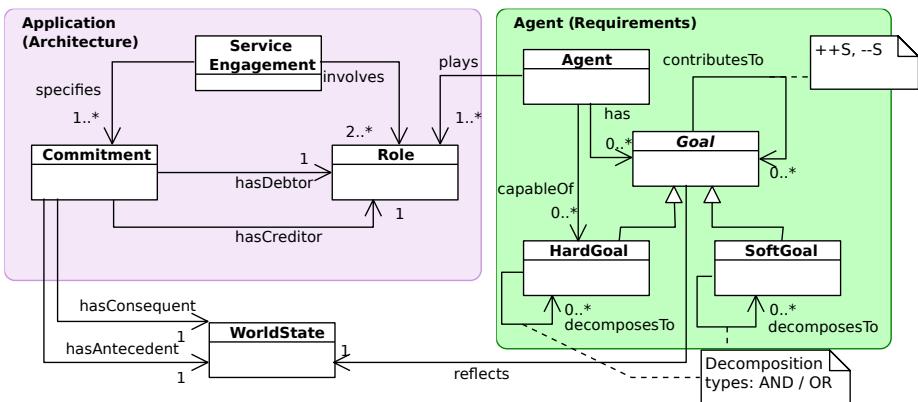 Application
(Architecture)
Agent (Requirements)
Service
Engagement
Agent
contributesTo
++S, --S
specifies
involves
plays
has
1..*
2..*
1..*
0..*
0..*
Commitment
Role
Goal
1
hasDebtor
1
hasCreditor
capableOf
0..*
HardGoal
SoftGoal
0..*
decomposesTo
0..*
decomposesTo
hasConsequent
1
WorldState
hasAntecedent
1
1
reflects
Decomposition
types: AND / OR